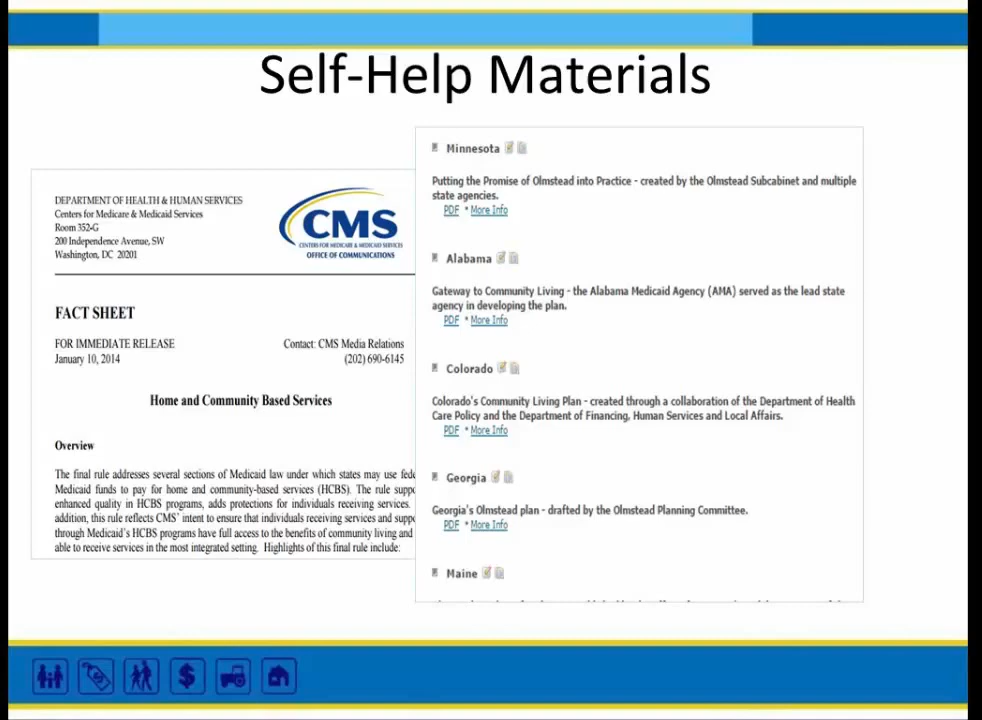 Self-Help Materials
DEPARTMENT OF HEALTH & HUMAN SERVICES
Centers for Medicare & Medicaid Services
Room 352-G
200 Independence Avenue, SW
Washington, DC 20201
CMS
CENTERS FOR MEDICARE & MEDICAID SERVICES
OFFICE OF COMMUNICATIONS
FACT SHEET
FOR IMMEDIATE RELEASE
Contact: CMS Media Relations
January 10, 2014
(202) 690-6145
Home and Community Based Services
Overview
The final rule addresses several sections of Medicaid law under which states may use
Medicaid funds to pay for home and community-based services (HCBS). The rule
enhanced quality in HCBS programs, adds protections for individuals receiving services.
addition, this rule reflects CMS' intent to ensure that individuals receiving services and
through Medicaid's HCBS programs have full access to the benefits of community living and
able to receive services in the most integrated setting. Highlights of this final rule include:
Minnesota
Putting the Promise of Olmstead into Practice - created by the Olmstead Subcabinet and multiple
state agencies.
PDF * More Info
Alabama
Gateway to Community Living - the Alabama Medicaid Agency (AMA) served as the lead state
agency in developing the plan.
PDF * More Info
Colorado
Colorado's Community Living Plan - created through a collaboration of the Department of Health
Care Policy and the Department of Financing, Human Services and Local Affairs.
PDF * More Info
Georgia
Georgia's Olmstead plan - drafted by the Olmstead Planning Committee.
PDF * More Info
Maine
$